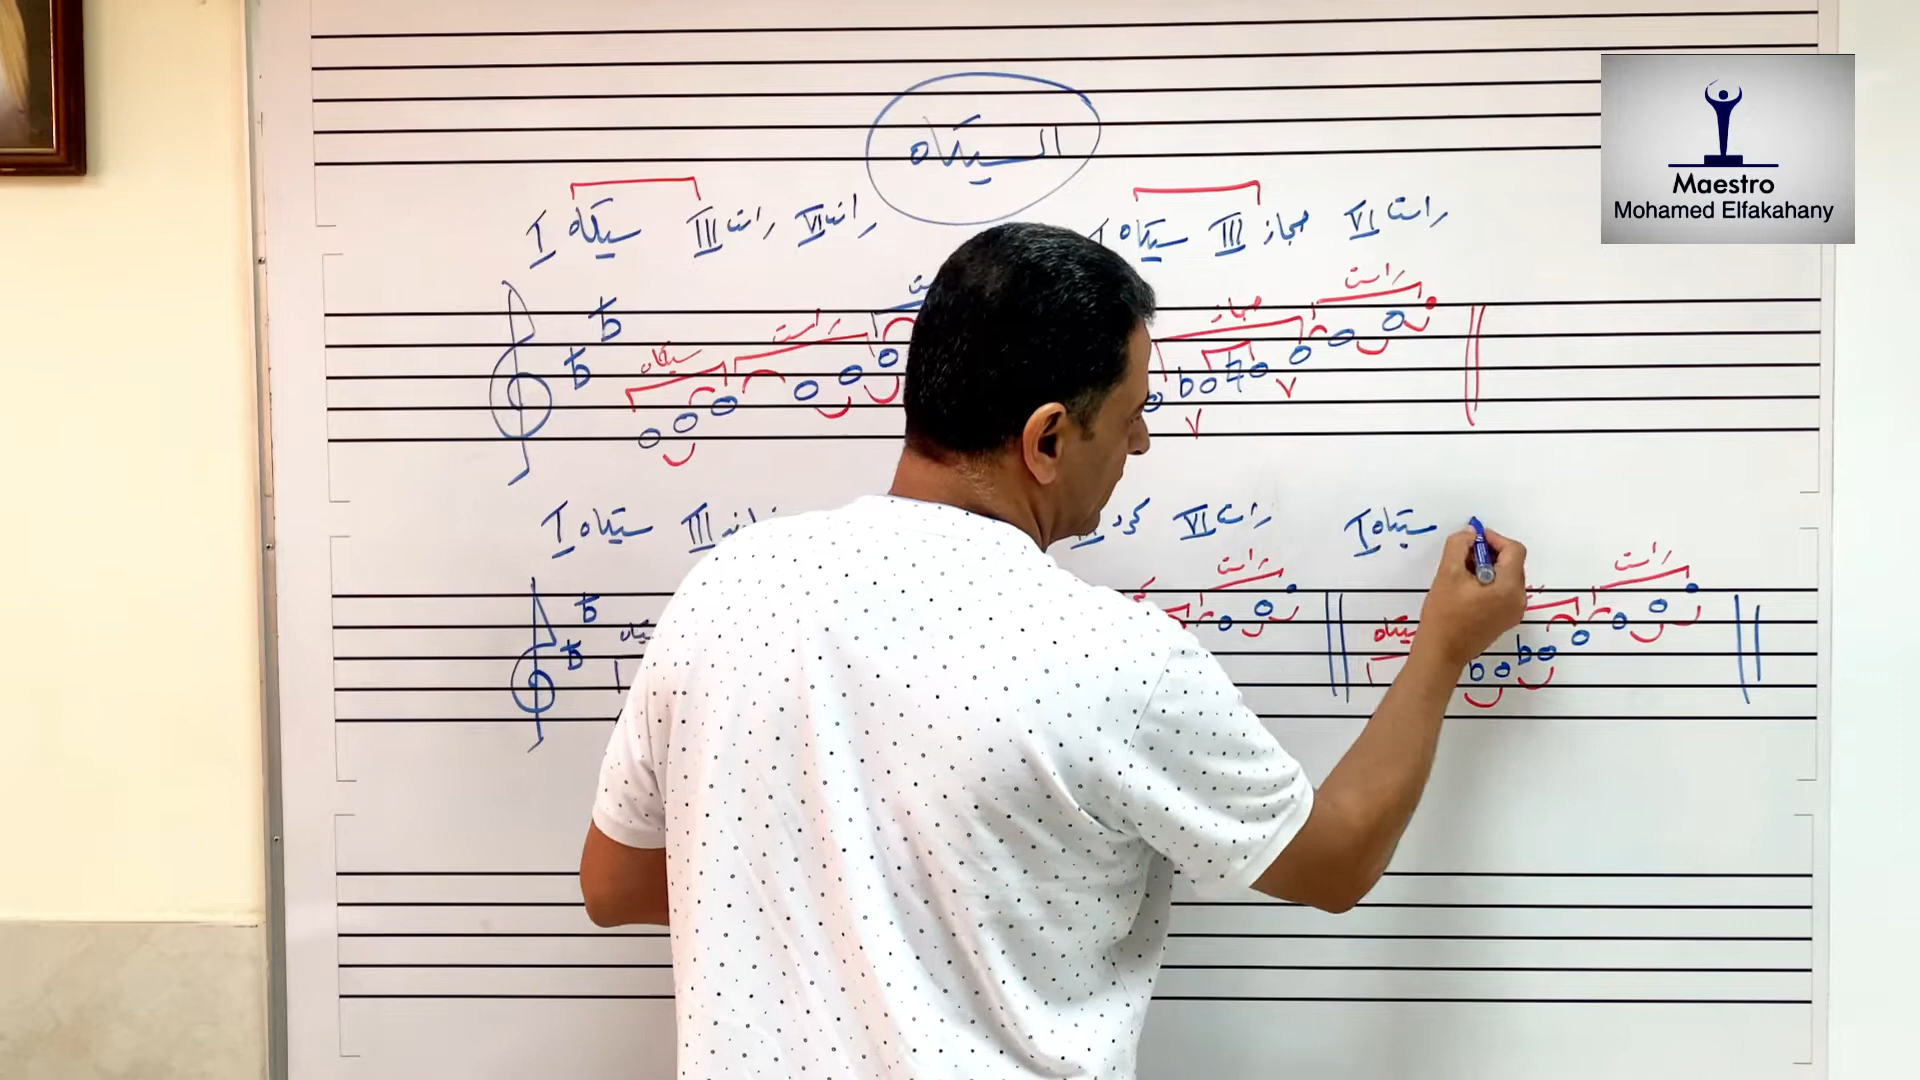 Maestro
Mohamed Elfakahany
السيكاه
سيكاه I راست III راست VI
سيكاه I حجاز III راست VI
سيكاه
راست
حجاز
راست
سيكاه I
III
كرد
راست VI
سيكاه I
راست
سيكاه
راست